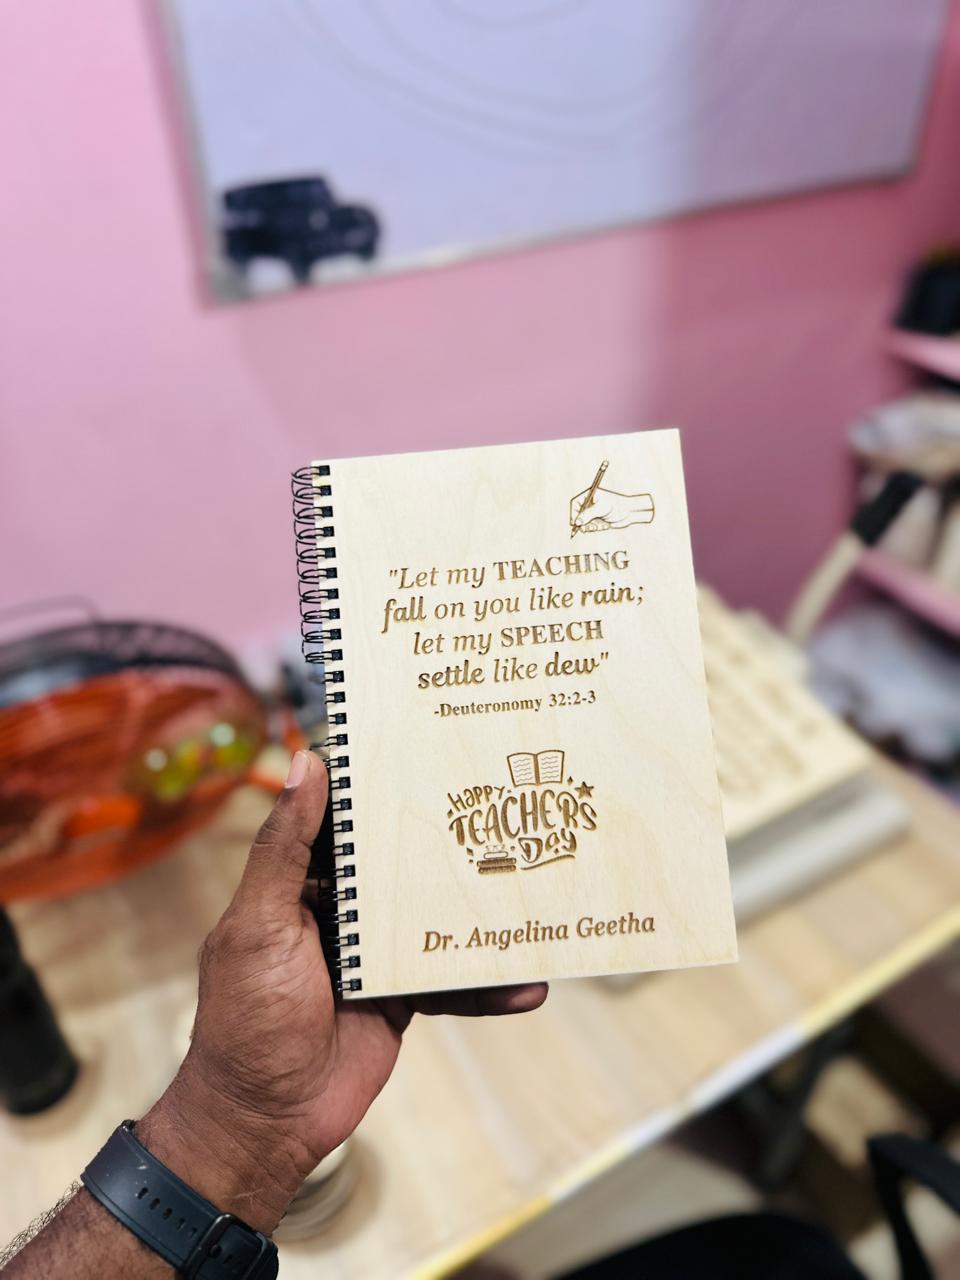 "Let my TEACHING
fall on you like rain;
let my SPEECH
settle like dew"
-Deuteronomy 32:2-3
HAPPY
TEACHERS
DAY
Dr. Angelina Geetha